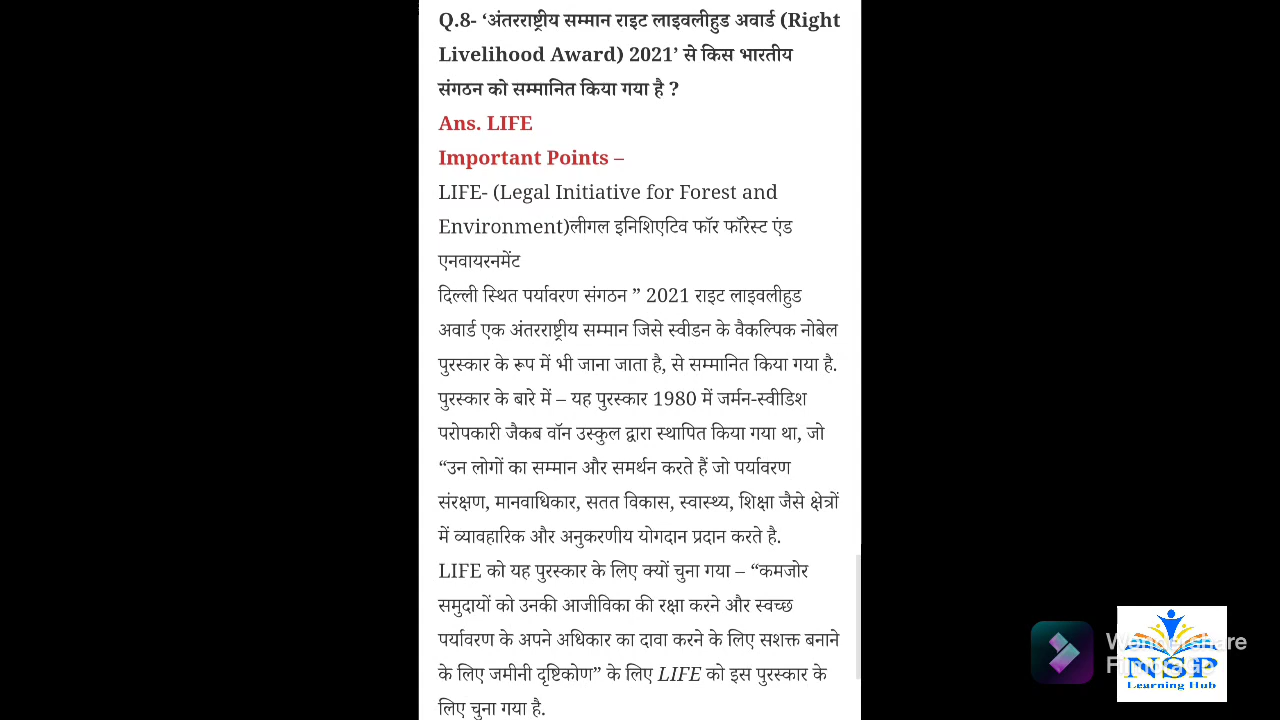 Q.8- ‘अंतरराष्ट्रीय सम्मान राइट लाइवलीहुड अवार्ड (Right
Livelihood Award) 2021’ से किस भारतीय
संगठन को सम्मानित किया गया है ?
Ans. LIFE
Important Points –
LIFE- (Legal Initiative for Forest and
Environment)लीगल इनिशिएटिव फॉर फॉरेस्ट एंड
एनवायरनमेंट
दिल्ली स्थित पर्यावरण संगठन ” 2021 राइट लाइवलीहुड
अवार्ड एक अंतरराष्ट्रीय सम्मान जिसे स्वीडन के वैकल्पिक नोबेल
पुरस्कार के रूप में भी जाना जाता है, से सम्मानित किया गया है.
पुरस्कार के बारे में – यह पुरस्कार 1980 में जर्मन-स्वीडिश
परोपकारी जैकब वॉन उस्कुल द्वारा स्थापित किया गया था, जो
“उन लोगों का सम्मान और समर्थन करते हैं जो पर्यावरण
संरक्षण, मानवाधिकार, सतत विकास, स्वास्थ्य, शिक्षा जैसे क्षेत्रों
में व्यावहारिक और अनुकरणीय योगदान प्रदान करते है.
LIFE को यह पुरस्कार के लिए क्यों चुना गया – “कमजोर
समुदायों को उनकी आजीविका की रक्षा करने और स्वच्छ
पर्यावरण के अपने अधिकार का दावा करने के लिए सशक्त बनाने
के लिए जमीनी दृष्टिकोण” के लिए LIFE को इस पुरस्कार के
लिए चुना गया है.
Wondershare
NSP
Learning Hub